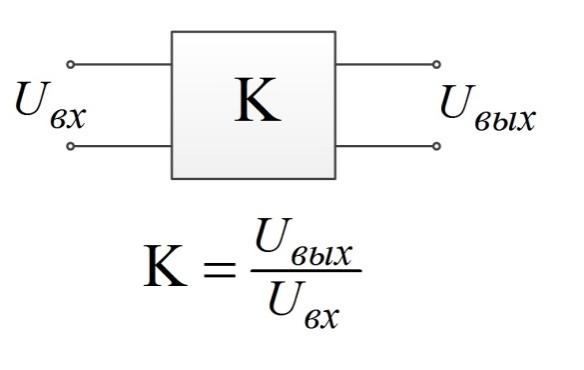 U вх K U вых
K = U вых / U вх